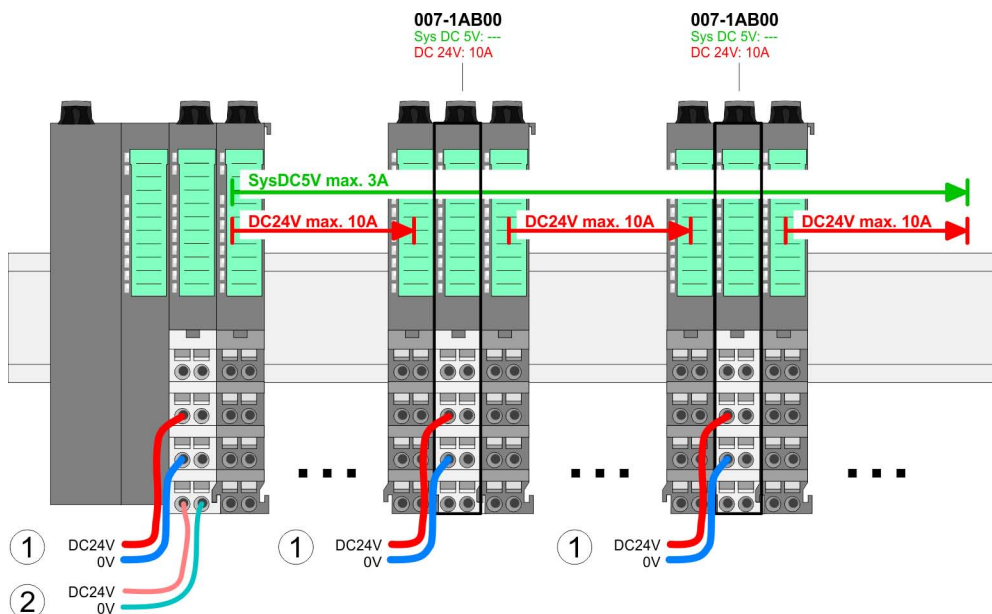 007-1AB00
Sys DC 5V: ---
DC 24V: 10A
007-1AB00
Sys DC 5V: ---
DC 24V: 10A
SysDC5V max. 3A
DC24V max. 10A
DC24V max. 10A
DC24V max. 10A
1
DC24V
0V
1
DC24V
0V
1
DC24V
0V
2
DC24V
0V